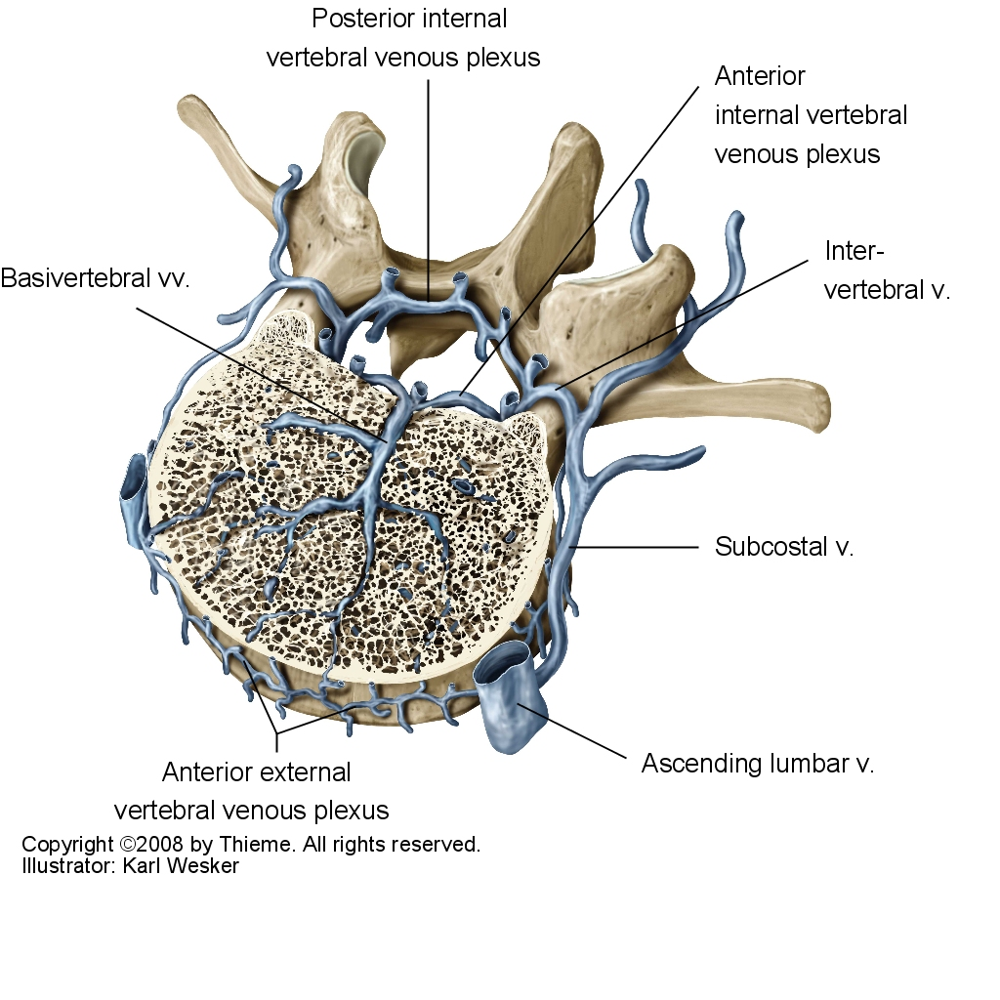 Posterior internal
vertebral venous plexus
Anterior
internal vertebral
venous plexus
Inter-
vertebral v.
Basivertebral vv.
Subcostal v.
Ascending lumbar v.
Anterior external
vertebral venous plexus
Copyright ©2008 by Thieme. All rights reserved.
Illustrator: Karl Wesker